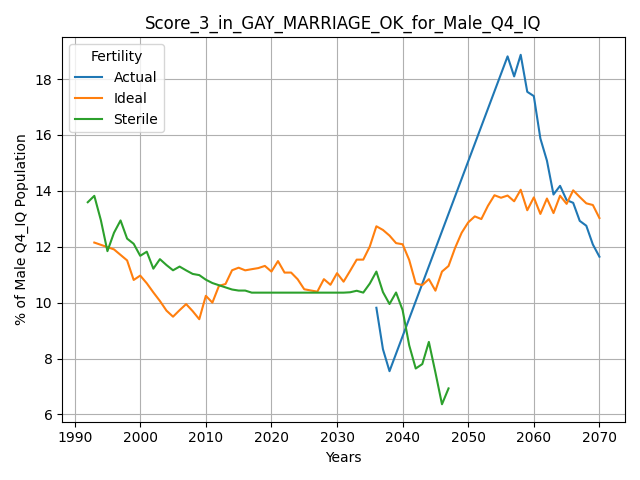 Score_3_in_GAY_MARRIAGE_OK_for_Male_Q4_IQ
Fertility
Actual
Ideal
Sterile
% of Male Q4_IQ Population
18
16
14
12
10
8
6
1990 2000 2010 2020 2030 2040 2050 2060 2070
Years